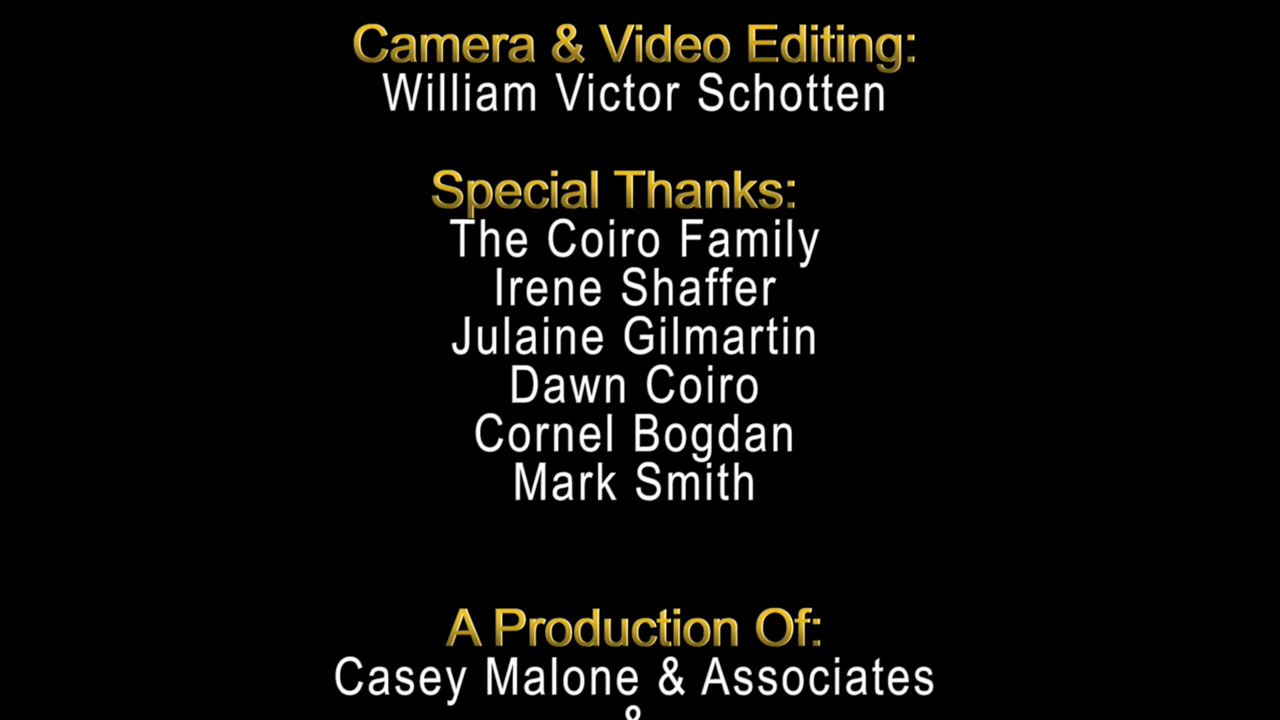 Camera & Video Editing:
William Victor Schotten
Special Thanks:
The Coiro Family
Irene Shaffer
Julaine Gilmartin
Dawn Coiro
Cornel Bogdan
Mark Smith
A Production Of:
Casey Malone & Associates
&